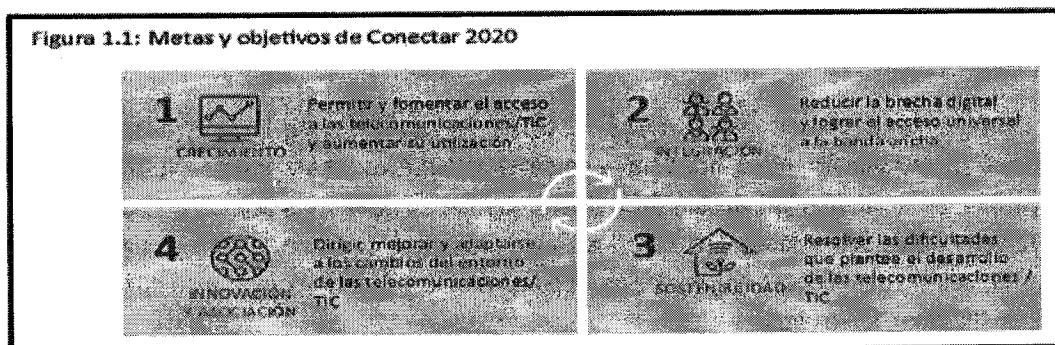 Figura 1.1: Metas y objetivos de Conectar 2020
1
CRECIMIENTO
Permitir y fomentar el acceso
a las telecomunicaciones/TIC
y aumentar su utilización
2
INTEGRACIÓN
Reducir la brecha digital
y lograr el acceso universal
a la banda ancha
4
INNOVACIÓN
Y ASOCIACIÓN
Dirigir mejorar y adaptarse
a los cambios del entorno
de las telecomunicaciones/
TIC
3
SOSTENIBILIDAD
Resolver las dificultades
que plantee el desarrollo
de las telecomunicaciones /
TIC